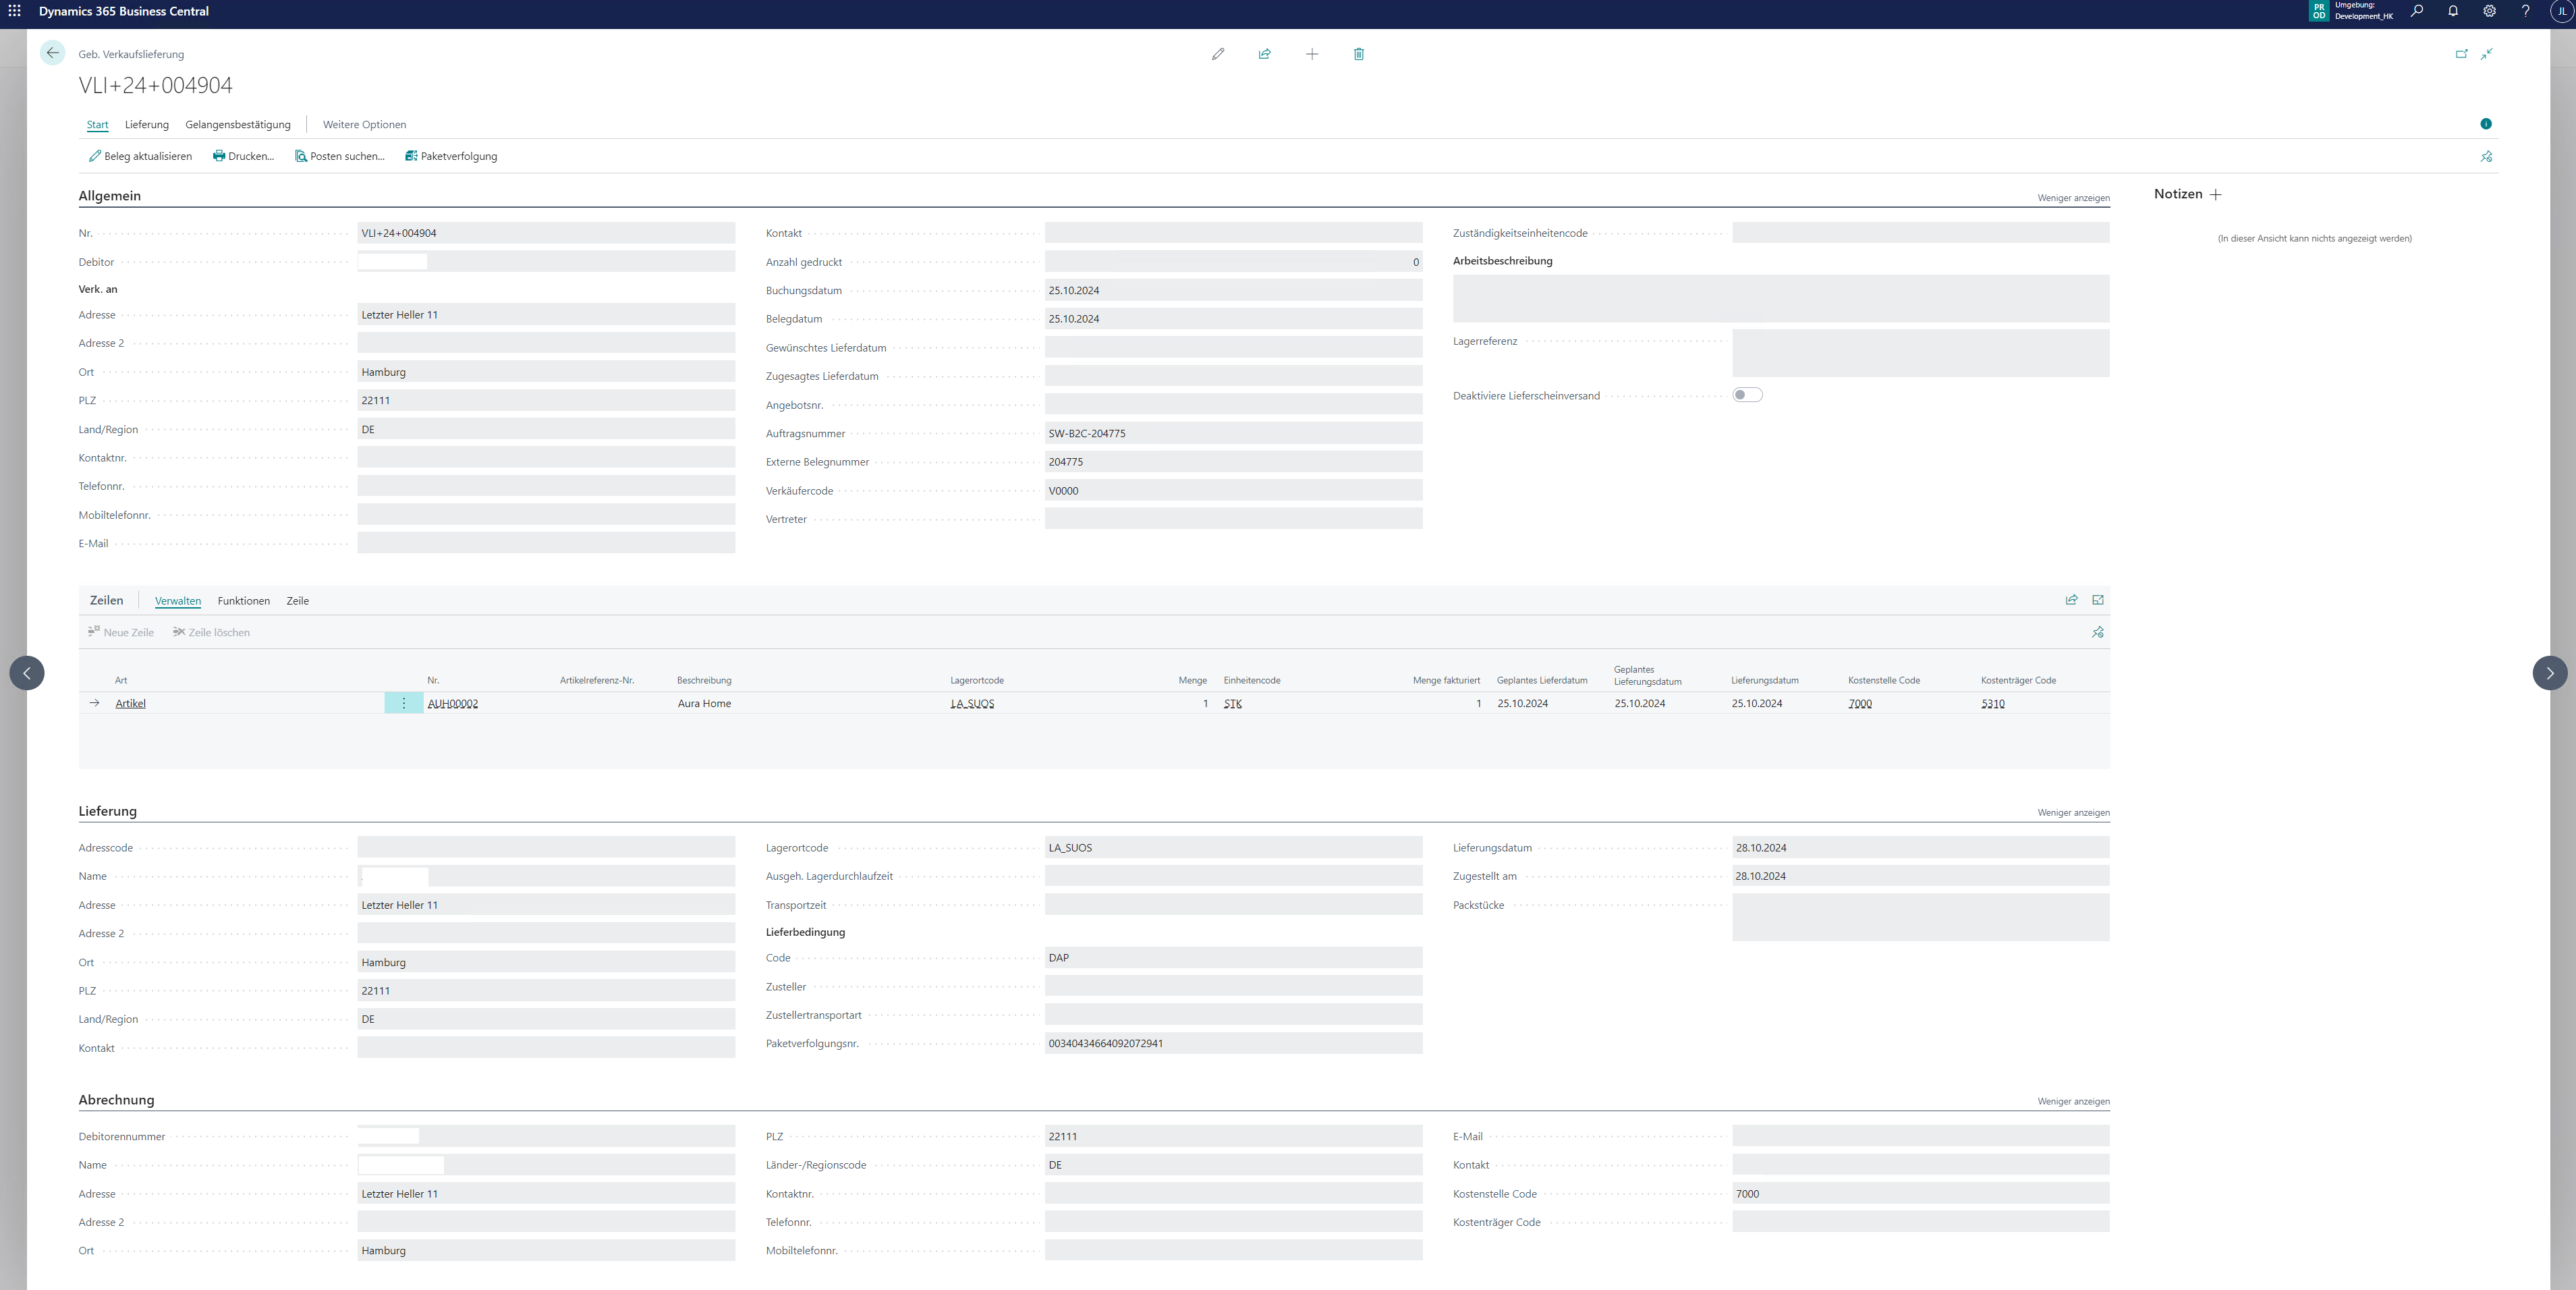 Dynamics 365 Business Central
PR
OD
Umgebung:
Development_HK
JL
Geb. Verkaufslieferung
VLI+24+004904
Start
Lieferung
Gelangensbestätigung
Weitere Optionen
Beleg aktualisieren
Drucken...
Posten suchen...
Paketverfolgung
Allgemein
Weniger anzeigen
Nr.
VLI+24+004904
Debitor
Verk. an
Adresse
Letzter Heller 11
Adresse 2
Ort
Hamburg
PLZ
22111
Land/Region
DE
Kontaktnr.
Telefonnr.
Mobiltelefonnr.
E-Mail
Kontakt
Anzahl gedruckt
0
Buchungsdatum
25.10.2024
Belegdatum
25.10.2024
Gewünschtes Lieferdatum
Zugesagtes Lieferdatum
Angebotsnr.
Auftragsnummer
SW-B2C-204775
Externe Belegnummer
204775
Verkäufercode
V0000
Vertreter
Zuständigkeitseinheitencode
Arbeitsbeschreibung
Lagerreferenz
Deaktiviere Lieferscheinversand
Notizen
(In dieser Ansicht kann nichts angezeigt werden)
Zeilen
Verwalten
Funktionen
Zeile
Neue Zeile
Zeile löschen
Art
Nr.
Artikelreferenz-Nr.
Beschreibung
Lagerortcode
Menge
Einheitencode
Menge fakturiert
Geplantes Lieferdatum
Geplantes
Lieferungsdatum
Lieferungsdatum
Kostenstelle Code
Kostenträger Code
Artikel
AUH00002
Aura Home
LA_SUOS
1
STK
1
25.10.2024
25.10.2024
25.10.2024
7000
5310
Lieferung
Weniger anzeigen
Adresscode
Name
Adresse
Letzter Heller 11
Adresse 2
Ort
Hamburg
PLZ
22111
Land/Region
DE
Kontakt
Lagerortcode
LA_SUOS
Ausgeh. Lagerdurchlaufzeit
Transportzeit
Lieferbedingung
Code
DAP
Zusteller
Zustellertransportart
Paketverfolgungsnr.
00340434664092072941
Lieferungsdatum
28.10.2024
Zugestellt am
28.10.2024
Packstücke
Abrechnung
Weniger anzeigen
Debitorennummer
Name
Adresse
Letzter Heller 11
Adresse 2
Ort
Hamburg
PLZ
22111
Länder-/Regionscode
DE
Kontaktnr.
Telefonnr.
Mobiltelefonnr.
E-Mail
Kontakt
Kostenstelle Code
7000
Kostenträger Code